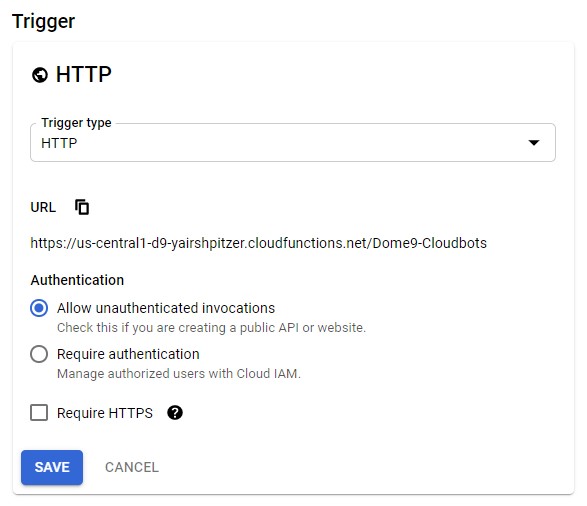 Trigger
HTTP
Trigger type
HTTP
URL
https://us-central1-d9-yairshpitzer.cloudfunctions.net/Dome9-Cloudbots
Authentication
Allow unauthenticated invocations
Check this if you are creating a public API or website.
Require authentication
Manage authorized users with Cloud IAM.
Require HTTPS ?
SAVE CANCEL